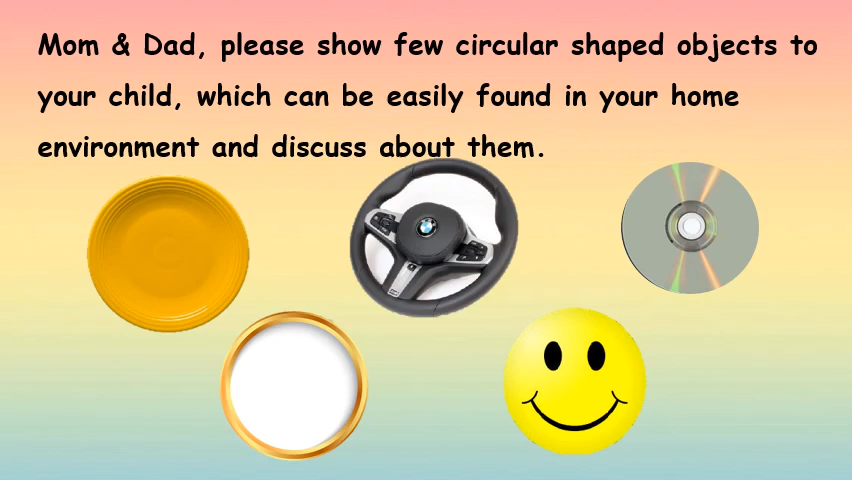 Mom & Dad, please show few circular shaped objects to
your child, which can be easily found in your home
environment and discuss about them.